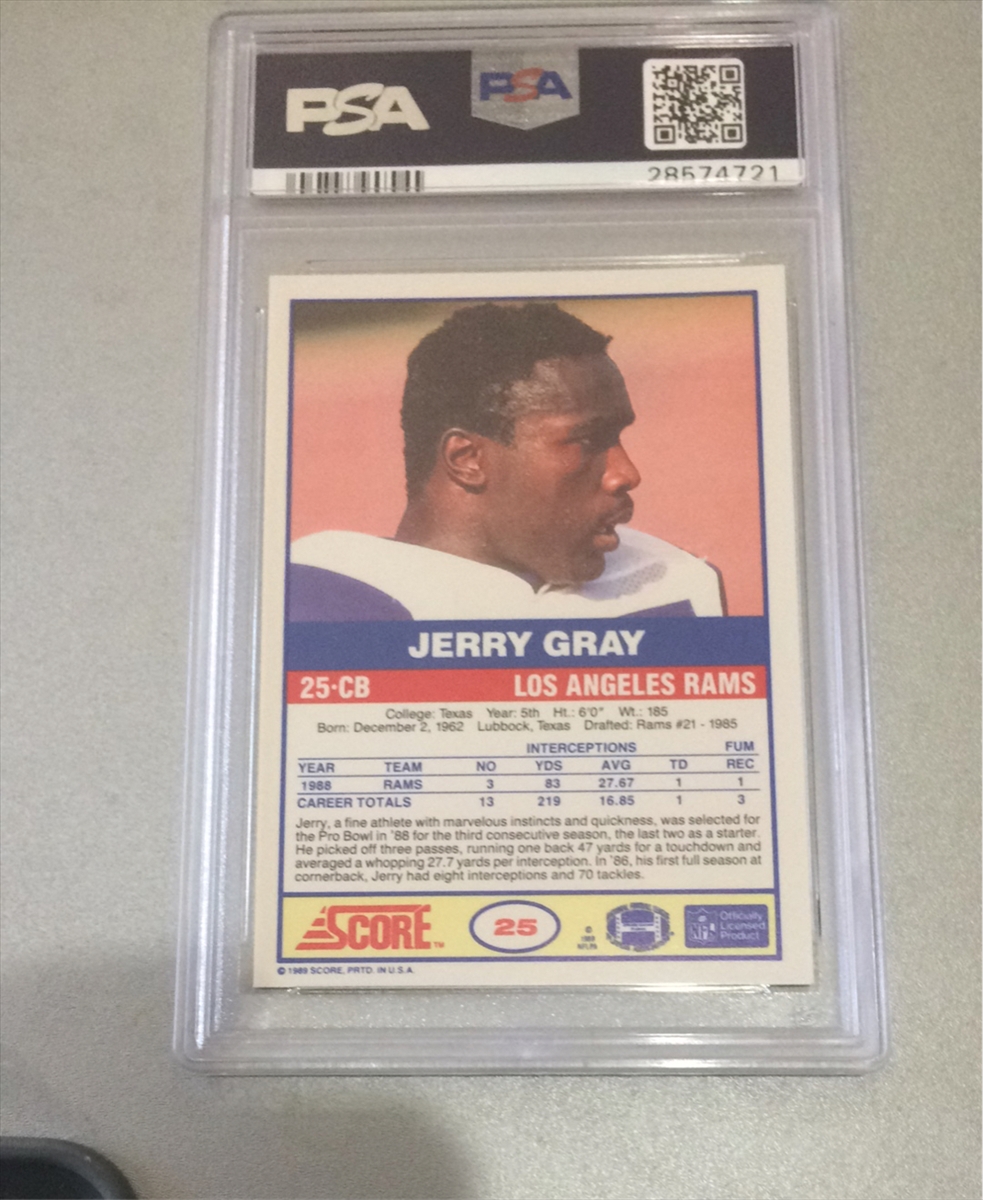 PSA PSA
28574721
JERRY GRAY
25·CB LOS ANGELES RAMS
College: Texas Year: 5th Ht.: 6'0" Wt.: 185
Born: December 2, 1962 Lubbock, Texas Drafted: Rams #21 - 1985
INTERCEPTIONS FUM
YEAR TEAM NO YDS AVG TD REC
1988 RAMS 3 83 27.67 1 1
CAREER TOTALS 13 219 16.85 1 3
Jerry, a fine athlete with marvelous instincts and quickness, was selected for
the Pro Bowl in '88 for the third consecutive season, the last two as a starter.
He picked off three passes, running one back 47 yards for a touchdown and
averaged a whopping 27.7 yards per interception. In '86, his first full season at
cornerback, Jerry had eight interceptions and 70 tackles.
SCORE™ 25 © 1989 NFLPA NFL Officially Licensed Product
© 1989 SCORE, PRTD. IN U.S.A.